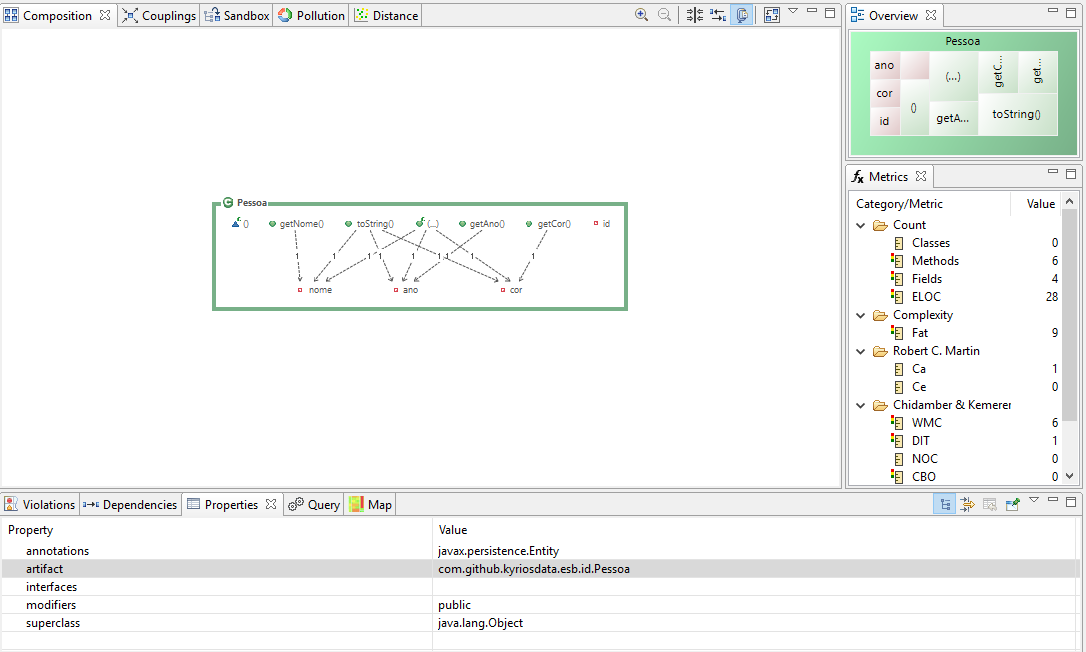 Composition Couplings Sandbox Pollution Distance
Pessoa
() getNome() toString() (...) getAno() getCor() id
1 1 1 1 1 1 1 1 1
nome ano cor
Overview
Pessoa
ano (...) getC... get...
cor
() getA... toString()
id
Metrics
Category/Metric Value
Count
Classes 0
Methods 6
Fields 4
ELOC 28
Complexity
Fat 9
Robert C. Martin
Ca 1
Ce 0
Chidamber & Kemerer
WMC 6
DIT 1
NOC 0
CBO 0
Violations Dependencies Properties Query Map
Property Value
annotations javax.persistence.Entity
artifact com.github.kyriosdata.esb.id.Pessoa
interfaces
modifiers public
superclass java.lang.Object